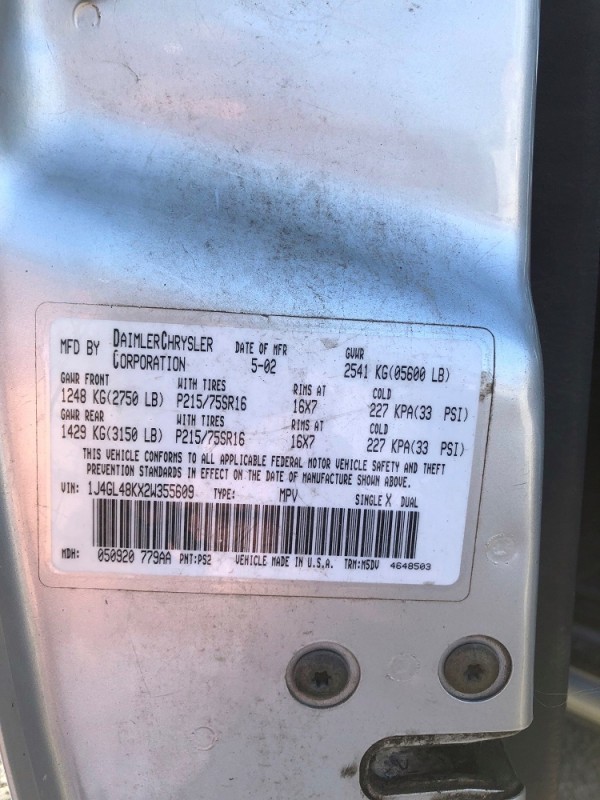 MFD BY DAIMLERCHRYSLER CORPORATION DATE OF MFR 5-02 GVWR 2541 KG(05600 LB)
GAWR FRONT WITH TIRES RIMS AT COLD
1248 KG(2750 LB) P215/75SR16 16X7 227 KPA(33 PSI)
GAWR REAR WITH TIRES RIMS AT COLD
1429 KG(3150 LB) P215/75SR16 16X7 227 KPA(33 PSI)
THIS VEHICLE CONFORMS TO ALL APPLICABLE FEDERAL MOTOR VEHICLE SAFETY AND THEFT
PREVENTION STANDARDS IN EFFECT ON THE DATE OF MANUFACTURE SHOWN ABOVE.
VIN: 1J4GL48KX2W355609 TYPE: MPV SINGLE X DUAL
MDH: 050920 779AA PNT:PS2 VEHICLE MADE IN U.S.A. TRM:M5DV 4648503